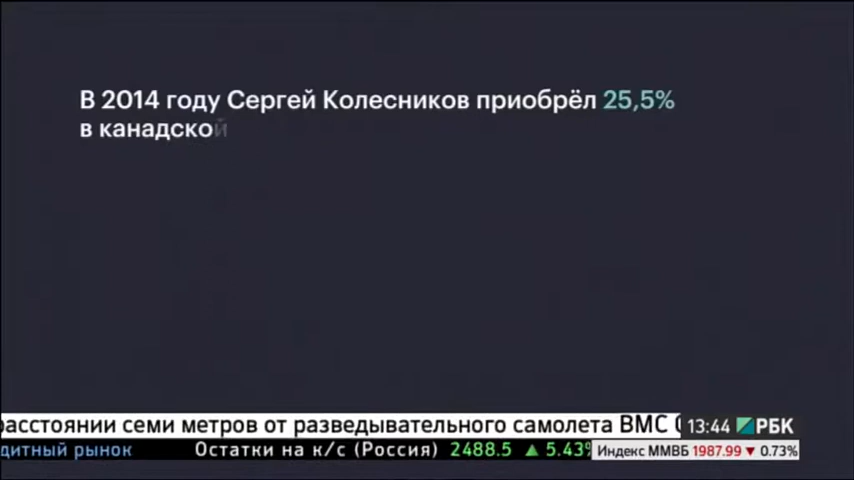 В 2014 году Сергей Колесников приобрёл 25,5%
в канадской
расстоянии семи метров от разведывательного самолета ВМС
13:44 РБК
дитный рынок Остатки на к/с (Россия) 2488.5 ▲ 5.43%
Индекс ММВБ 1987.99 ▼ 0.73%